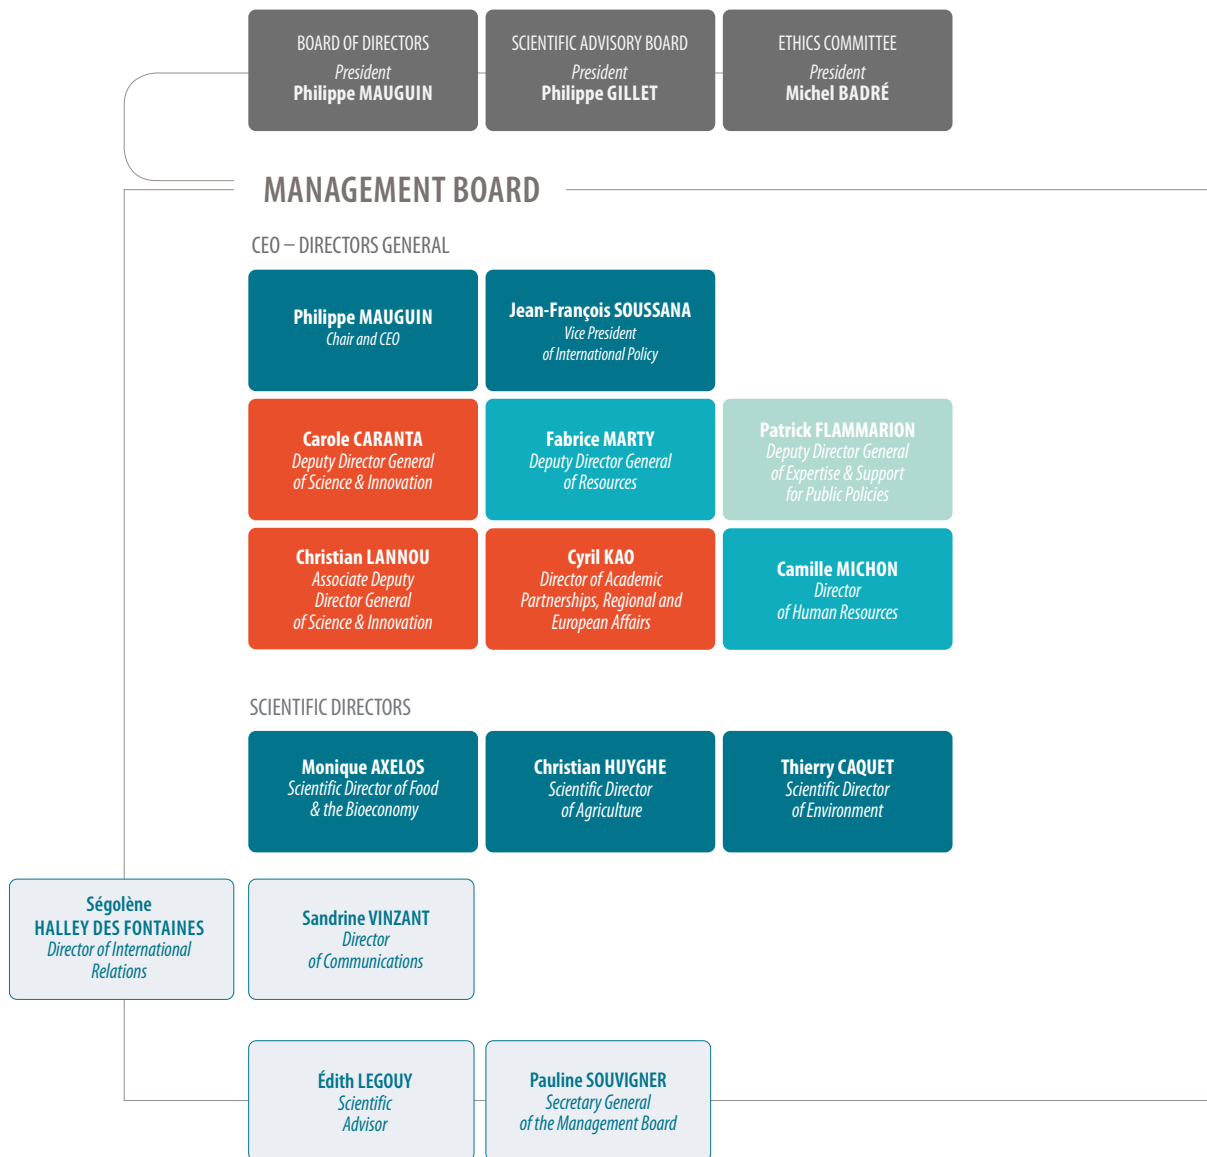 BOARD OF DIRECTORS
President
Philippe MAUGUIN
SCIENTIFIC ADVISORY BOARD
President
Philippe GILLET
ETHICS COMMITTEE
President
Michel BADRÉ
MANAGEMENT BOARD
CEO – DIRECTORS GENERAL
Philippe MAUGUIN
Chair and CEO
Jean-François SOUSSANA
Vice President
of International Policy
Carole CARANTA
Deputy Director General
of Science & Innovation
Fabrice MARTY
Deputy Director General
of Resources
Patrick FLAMMARION
Deputy Director General
of Expertise & Support
for Public Policies
Christian LANNOU
Associate Deputy
Director General
of Science & Innovation
Cyril KAO
Director of Academic
Partnerships, Regional and
European Affairs
Camille MICHON
Director
of Human Resources
SCIENTIFIC DIRECTORS
Monique AXELOS
Scientific Director of Food
& the Bioeconomy
Christian HUYGHE
Scientific Director
of Agriculture
Thierry CAQUET
Scientific Director
of Environment
Ségolène
HALLEY DES FONTAINES
Director of International
Relations
Sandrine VINZANT
Director
of Communications
Édith LEGOUY
Scientific
Advisor
Pauline SOUVIGNER
Secretary General
of the Management Board